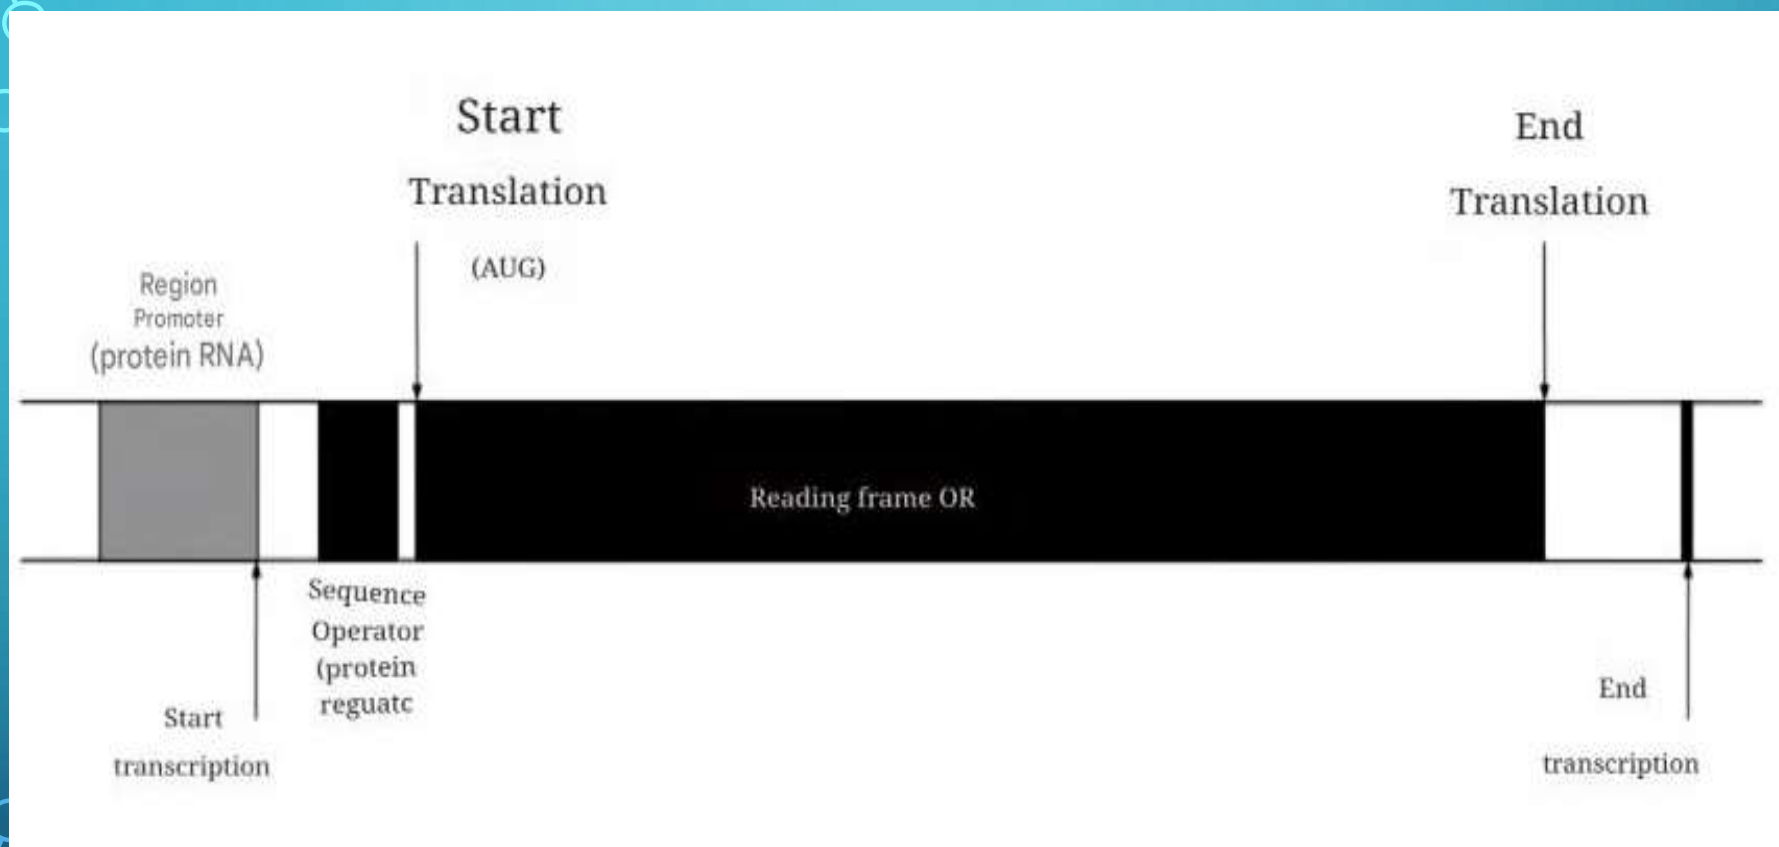 Start
Translation
(AUG)
End
Translation
Region
Promoter
(protein RNA)
Reading frame OR
Sequence
Operator
(protein
reguatc
Start
transcription
End
transcription